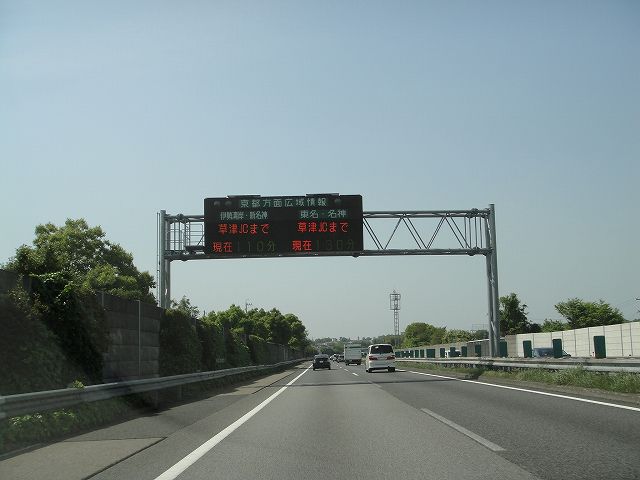 京都方面広域情報
伊勢湾岸・新名神 東名・名神
草津JCまで 草津JCまで
現在110分 現在130分